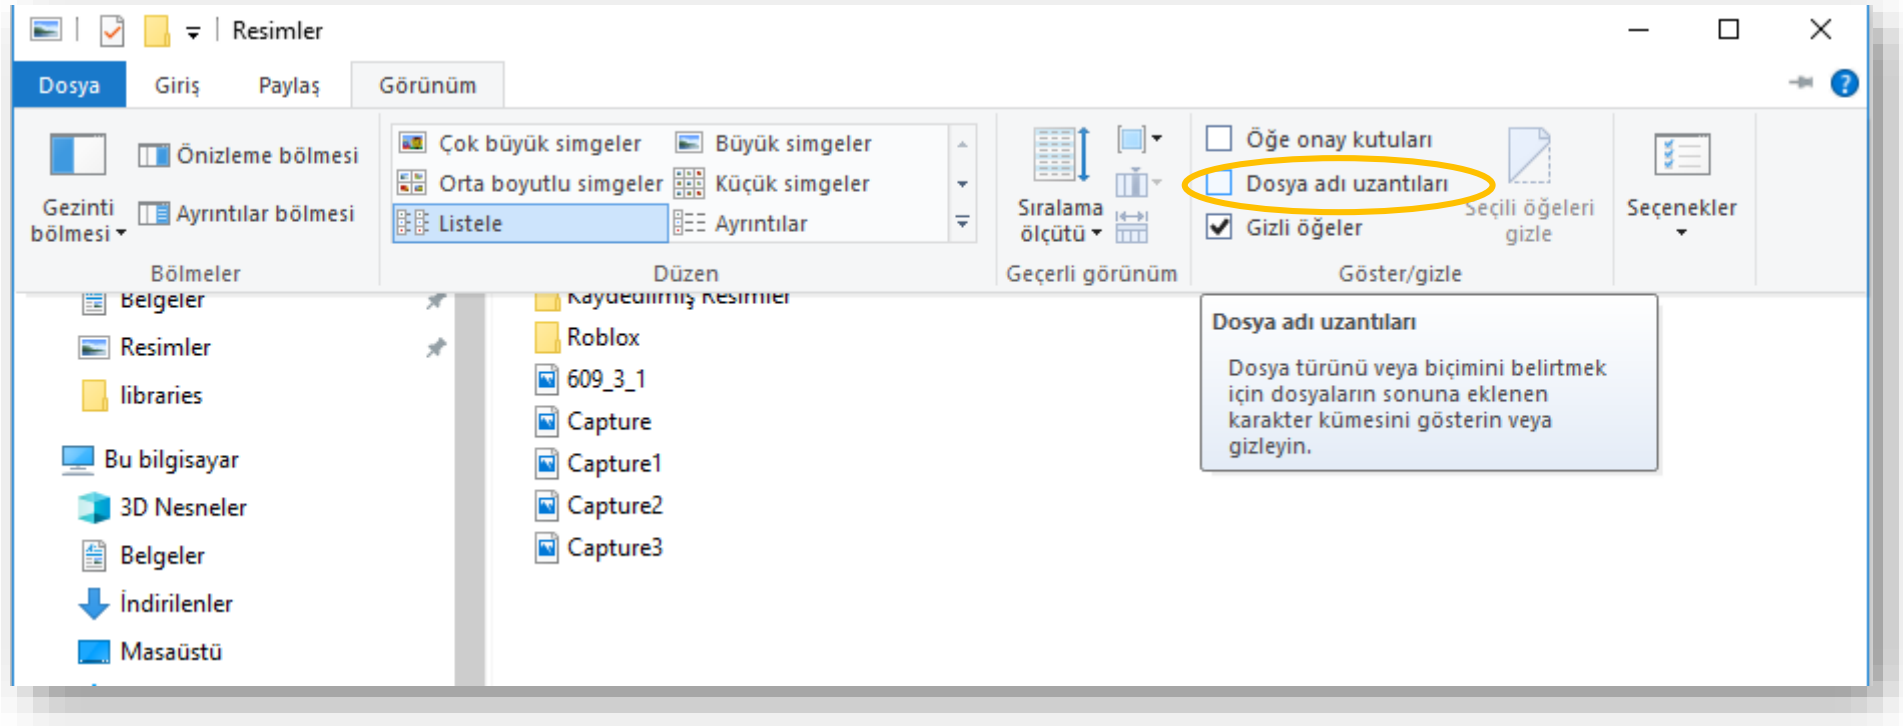 Resimler
Dosya Giriş Paylaş Görünüm
Gezinti
bölmesi
Önizleme bölmesi
Ayrıntılar bölmesi
Bölmeler
Çok büyük simgeler Büyük simgeler
Orta boyutlu simgeler Küçük simgeler
Listele Ayrıntılar
Düzen
Sıralama
ölçütü
Geçerli görünüm
Öğe onay kutuları
Dosya adı uzantıları
Gizli öğeler
Seçili öğeleri
gizle
Göster/gizle
Seçenekler
Belgeler
Resimler
libraries
Bu bilgisayar
3D Nesneler
Belgeler
İndirilenler
Masaüstü
Kaydedilmiş Resimler
Roblox
609_3_1
Capture
Capture1
Capture2
Capture3
Dosya adı uzantıları
Dosya türünü veya biçimini belirtmek
için dosyaların sonuna eklenen
karakter kümesini gösterin veya
gizleyin.